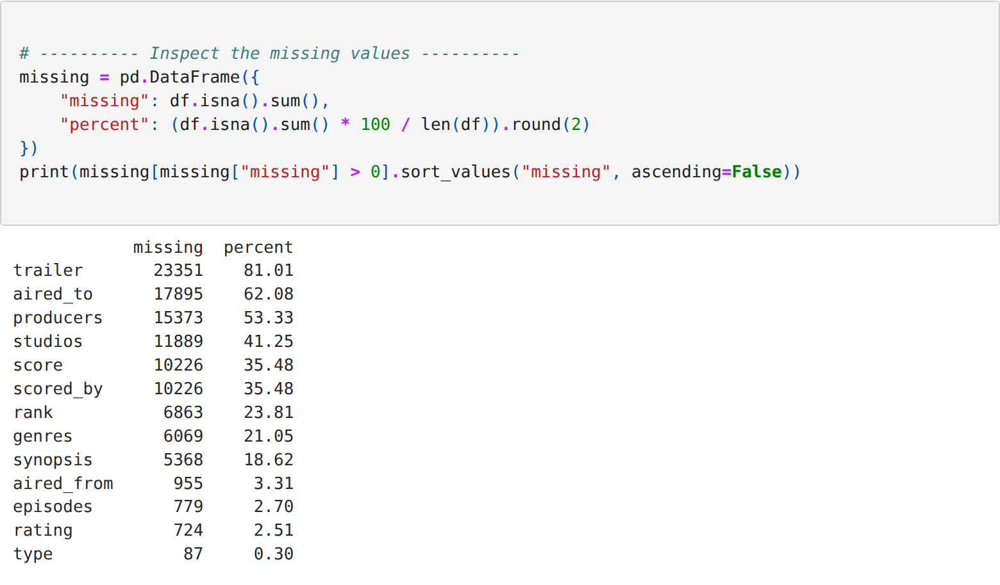 # ---------- Inspect the missing values ----------
missing = pd.DataFrame({
    "missing": df.isna().sum(),
    "percent": (df.isna().sum() * 100 / len(df)).round(2)
})
print(missing[missing["missing"] > 0].sort_values("missing", ascending=False))
            missing  percent
trailer       23351    81.01
aired_to      17895    62.08
producers     15373    53.33
studios       11889    41.25
score         10226    35.48
scored_by     10226    35.48
rank           6863    23.81
genres         6069    21.05
synopsis       5368    18.62
aired_from      955     3.31
episodes        779     2.70
rating          724     2.51
type             87     0.30